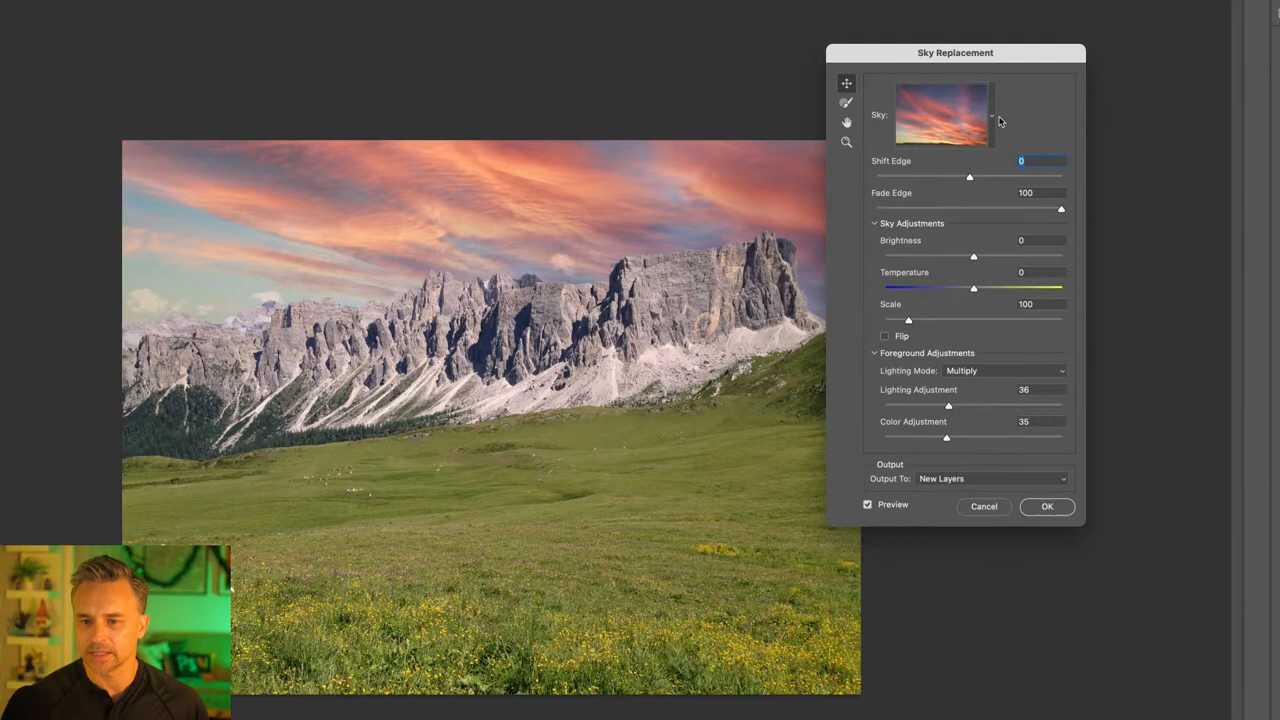 Sky Replacement
Sky:
Shift Edge 0
Fade Edge 100
Sky Adjustments
Brightness 0
Temperature 0
Scale 100
Flip
Foreground Adjustments
Lighting Mode: Multiply
Lighting Adjustment 36
Color Adjustment 35
Output
Output To: New Layers
Preview Cancel OK